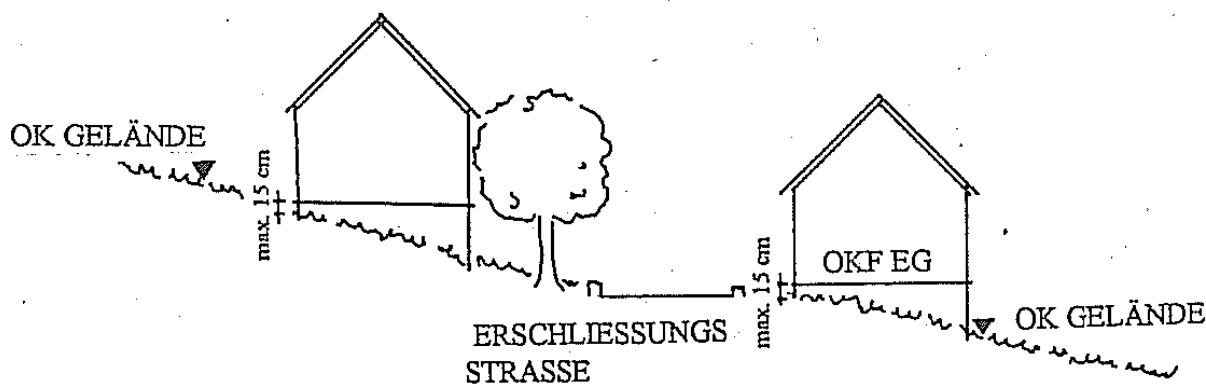 OK GELÄNDE
max. 15 cm
OKF EG
max. 15 cm
OK GELÄNDE
ERSCHLIESSUNGS
STRASSE